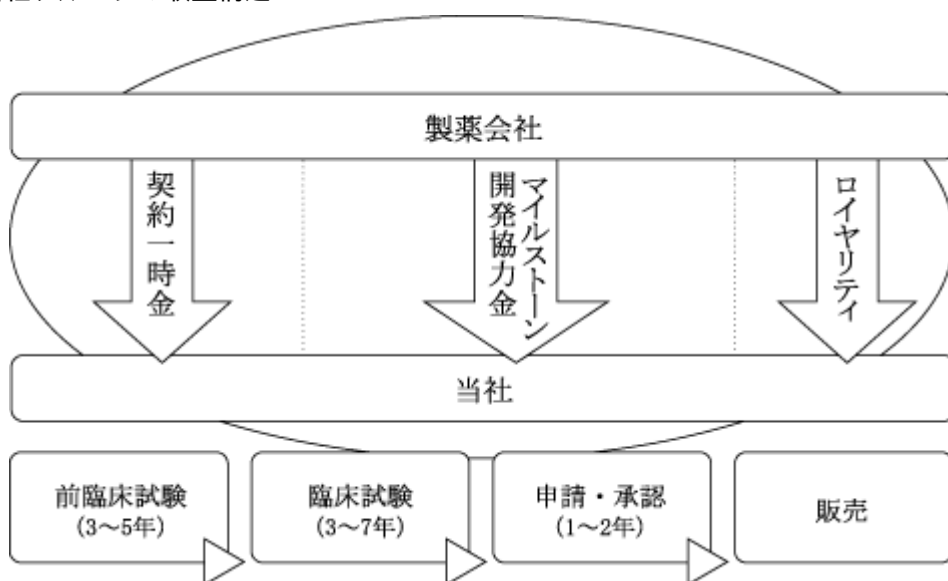 製薬会社
契約一時金
マイルストーン
開発協力金
ロイヤリティ
当社
前臨床試験
(3～5年)
臨床試験
(3～7年)
申請・承認
(1～2年)
販売